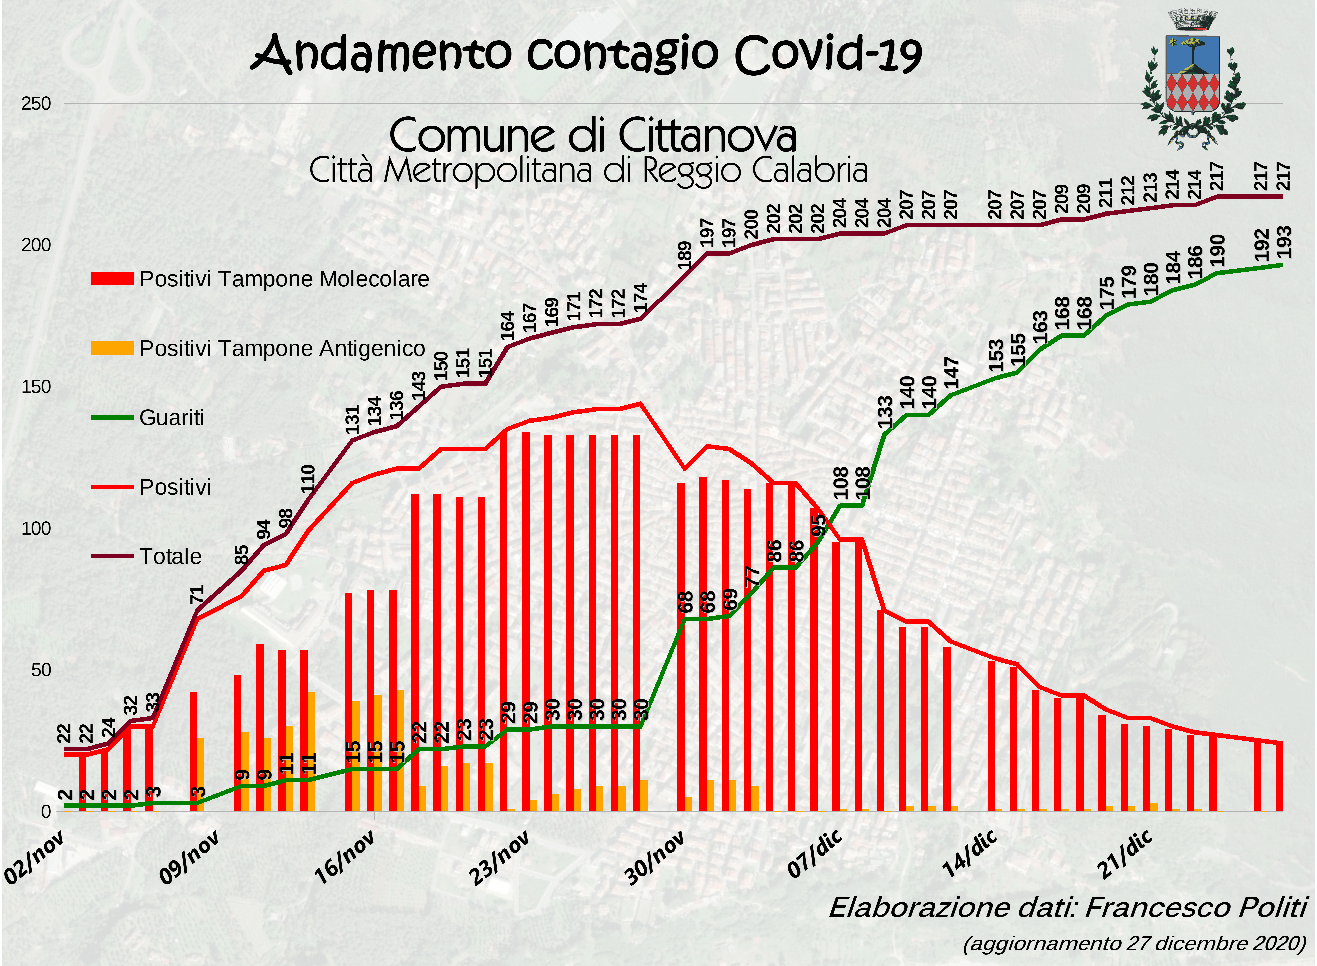 Andamento contagio Covid-19
250
Comune di Cittanova
Città Metropolitana di Reggio Calabria
22 22 24 32 33 71 85 94 98 110 131 134 136 143 150 151 151 164 167 169 171 172 172 174 189 197 197 200 202 202 202 204 204 204 207 207 207 207 207 207 209 209 211 212 213 214 214 217 217 217
200
Positivi Tampone Molecolare
Positivi Tampone Antigenico
150
Guariti
Positivi
100
Totale
50
2 2 2 2 3 3 9 9 11 11 15 15 15 22 22 23 23 29 29 30 30 30 30 30 68 68 69 77 86 86 95 108 108 133 140 140 147 153 155 163 168 168 175 179 180 184 186 190 192 193
0
02/nov 09/nov 16/nov 23/nov 30/nov 07/dic 14/dic 21/dic
Elaborazione dati: Francesco Politi
(aggiornamento 27 dicembre 2020)